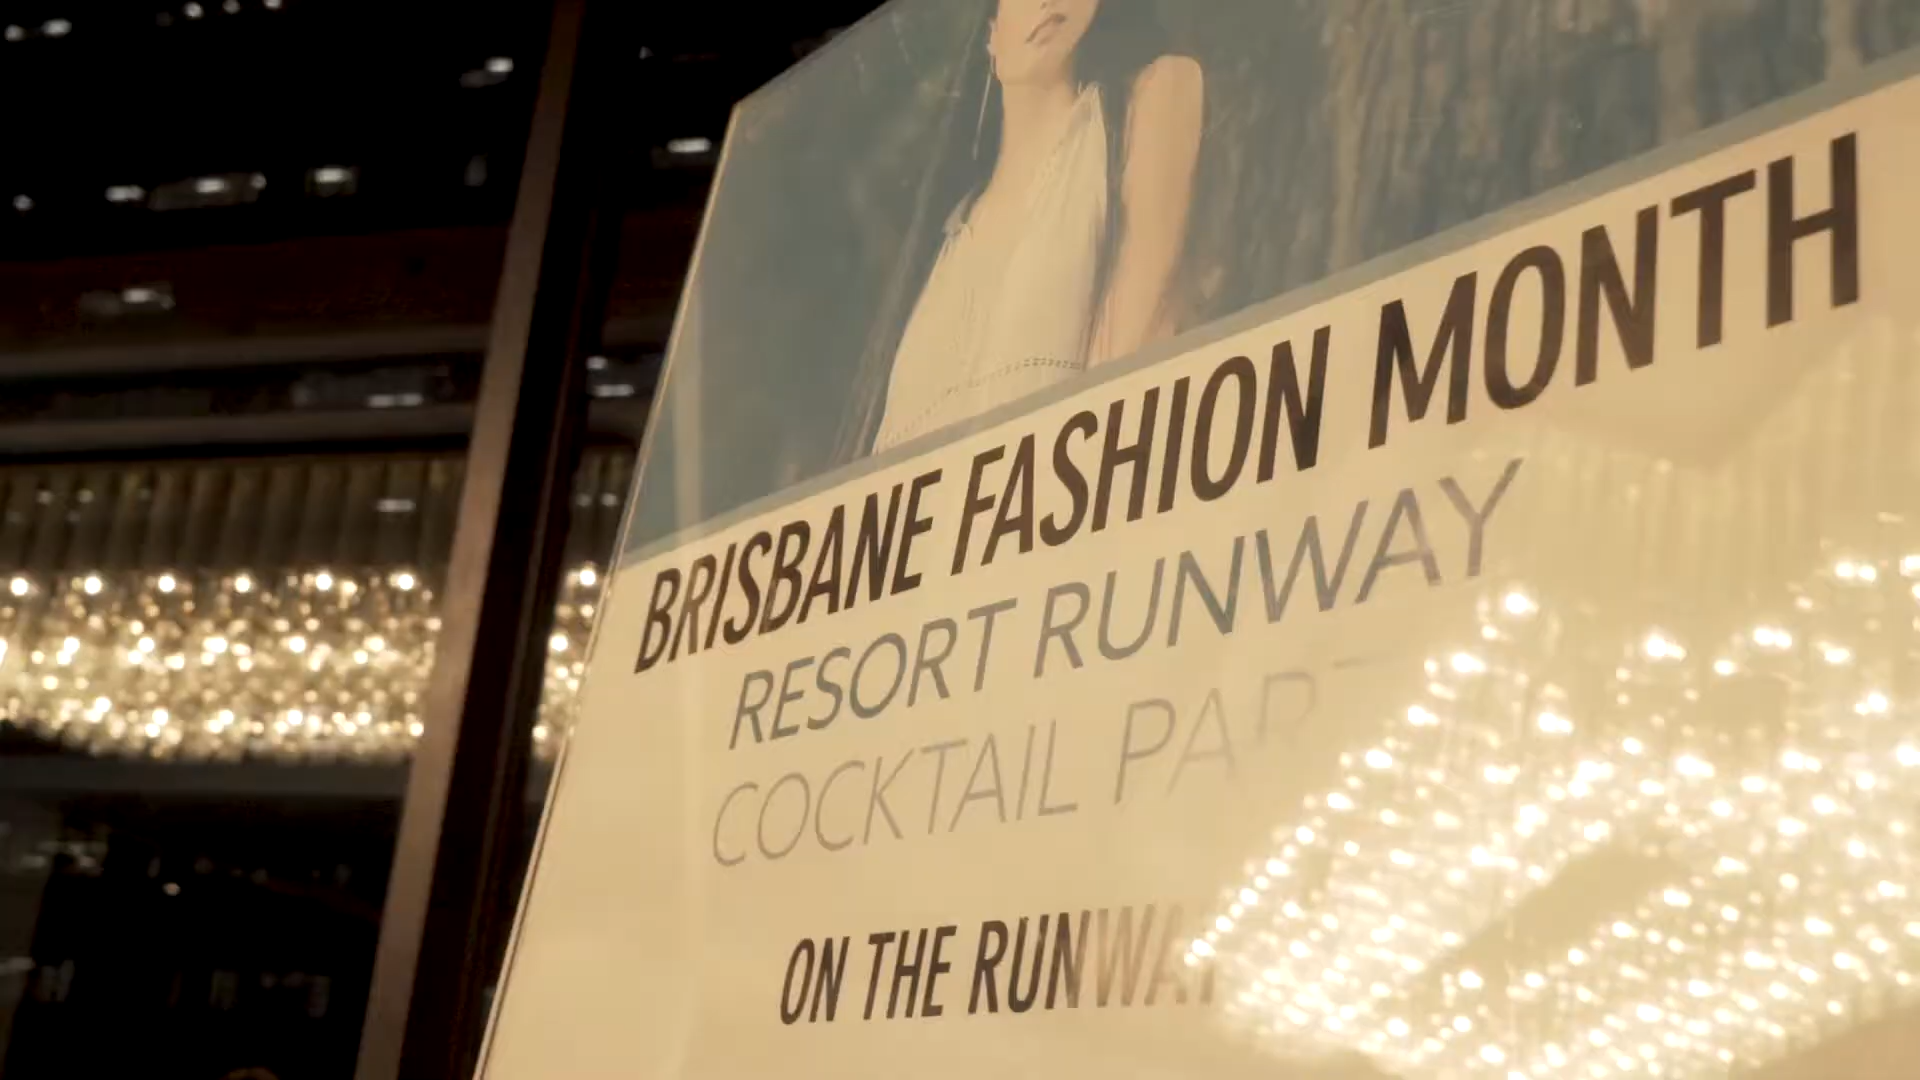 BRISBANE FASHION MONTH
RESORT RUNWAY
COCKTAIL PART
ON THE RUNWAY